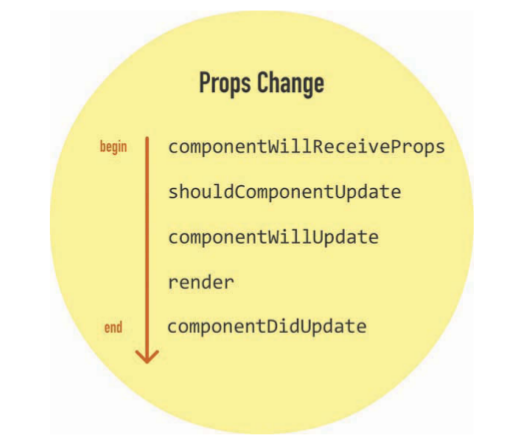 Props Change
begin
componentWillReceiveProps
shouldComponentUpdate
componentWillUpdate
render
end
componentDidUpdate